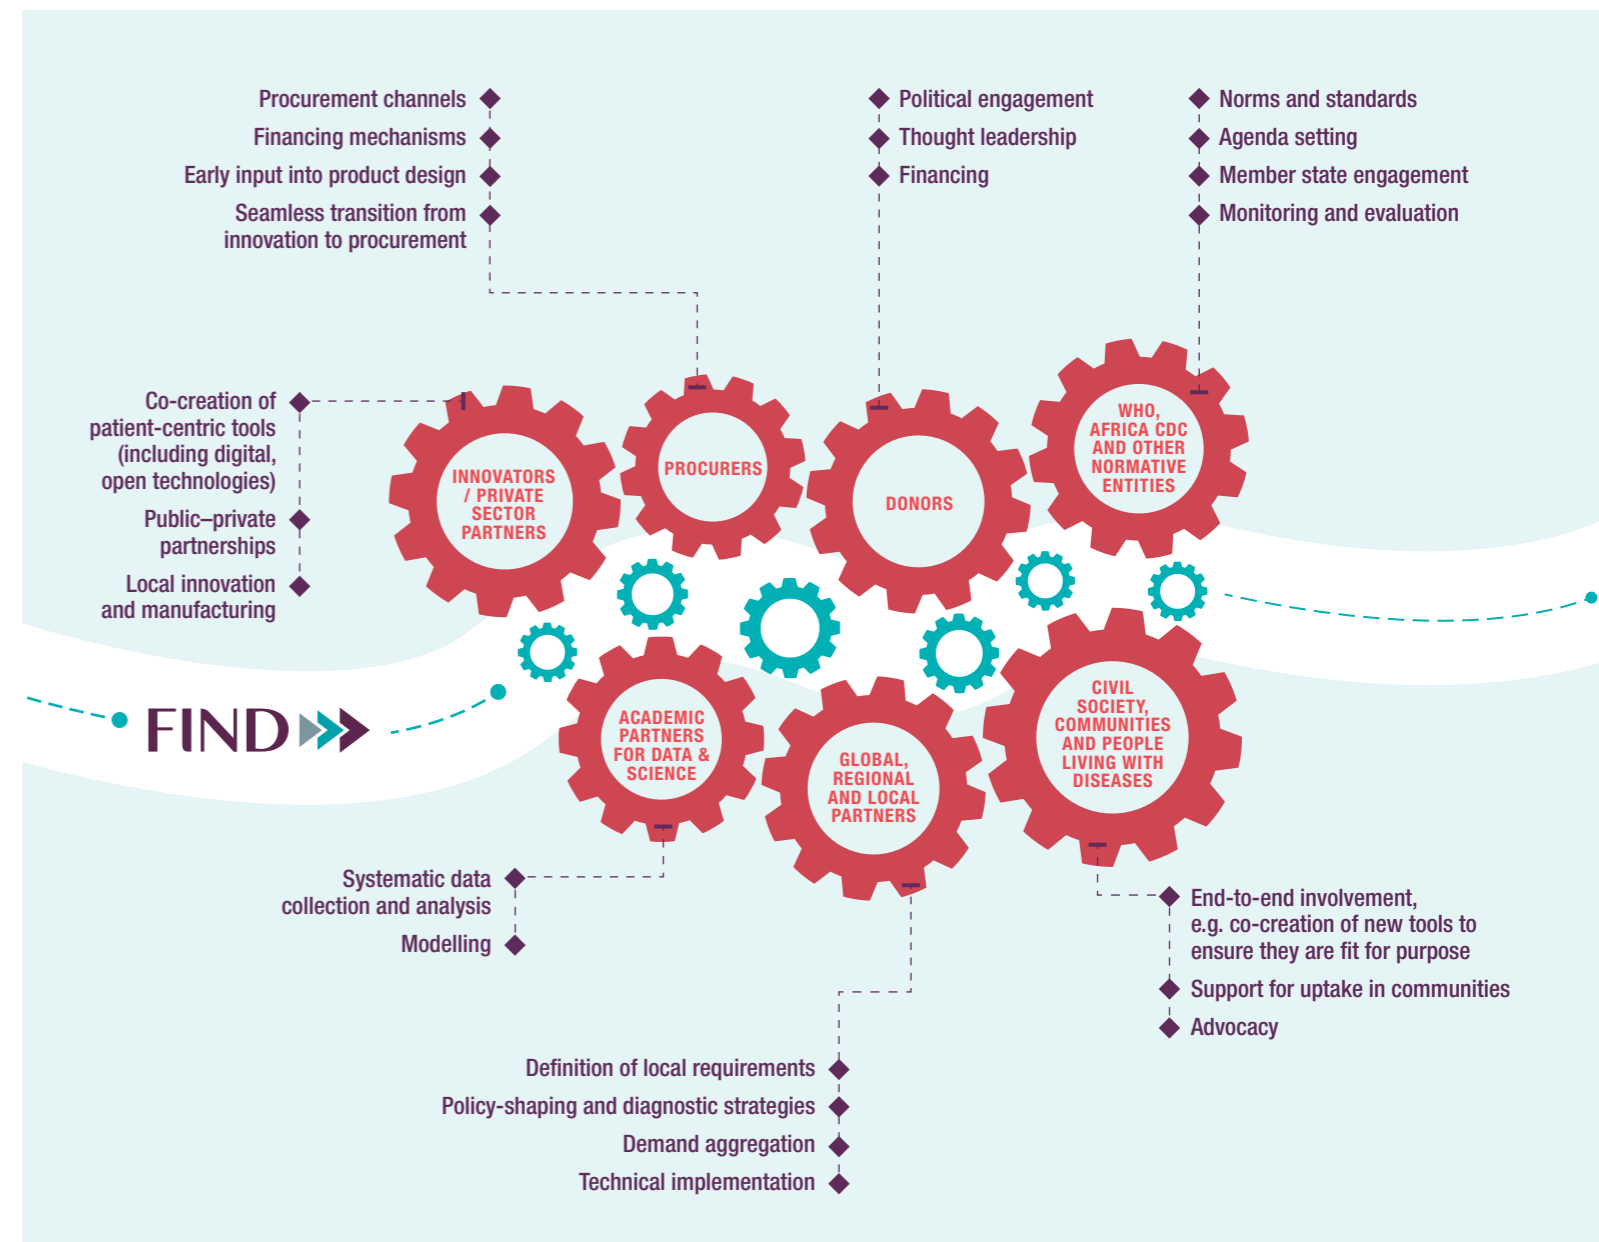 Procurement channels
Financing mechanisms
Early input into product design
Seamless transition from
innovation to procurement
Political engagement
Thought leadership
Financing
Norms and standards
Agenda setting
Member state engagement
Monitoring and evaluation
Co-creation of
patient-centric tools
(including digital,
open technologies)
Public–private
partnerships
Local innovation
and manufacturing
INNOVATORS
/ PRIVATE
SECTOR
PARTNERS
PROCURERS
DONORS
WHO,
AFRICA CDC
AND OTHER
NORMATIVE
ENTITIES
FIND
ACADEMIC
PARTNERS
FOR DATA &
SCIENCE
GLOBAL,
REGIONAL
AND LOCAL
PARTNERS
CIVIL
SOCIETY,
COMMUNITIES
AND PEOPLE
LIVING WITH
DISEASES
Systematic data
collection and analysis
Modelling
Definition of local requirements
Policy-shaping and diagnostic strategies
Demand aggregation
Technical implementation
End-to-end involvement,
e.g. co-creation of new tools to
ensure they are fit for purpose
Support for uptake in communities
Advocacy